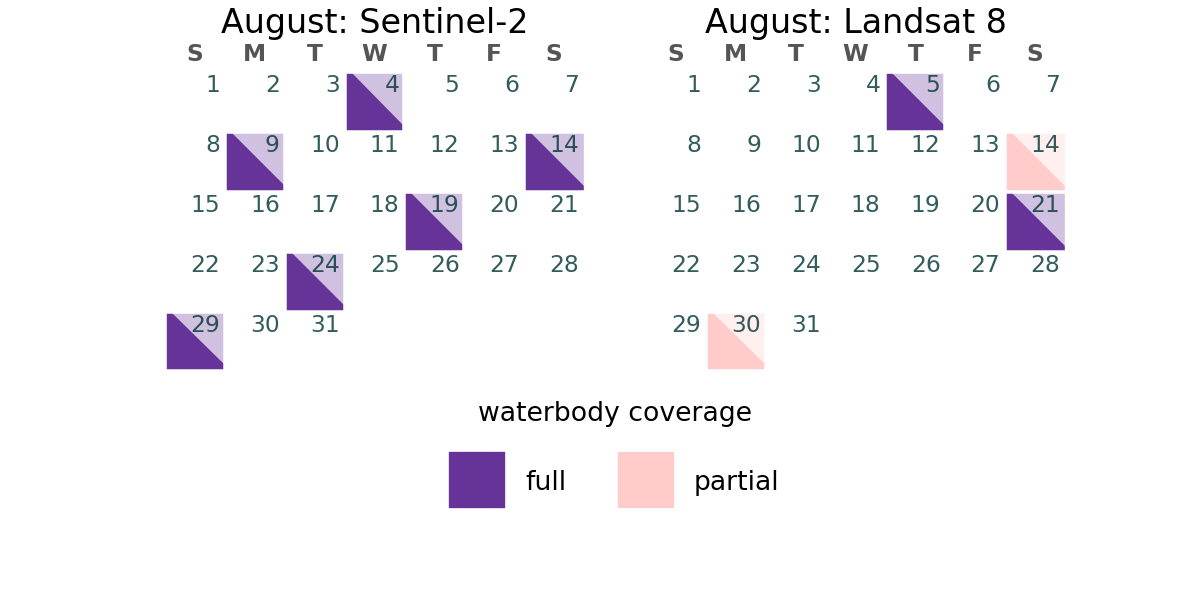 August: Sentinel-2
S M T W T F S
1 2 3 4 5 6 7
8 9 10 11 12 13 14
15 16 17 18 19 20 21
22 23 24 25 26 27 28
29 30 31
August: Landsat 8
S M T W T F S
1 2 3 4 5 6 7
8 9 10 11 12 13 14
15 16 17 18 19 20 21
22 23 24 25 26 27 28
29 30 31
waterbody coverage
full partial